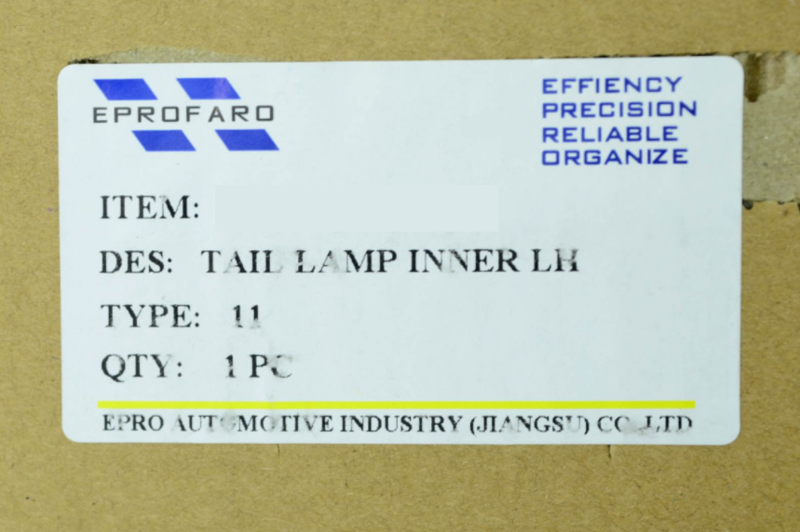 EPROFARO
EFFIENCY
PRECISION
RELIABLE
ORGANIZE
ITEM:
DES: TAIL LAMP INNER LH
TYPE: 11
QTY: 1 PC
EPRO AUTOMOTIVE INDUSTRY (JIANGSU) CO.,LTD